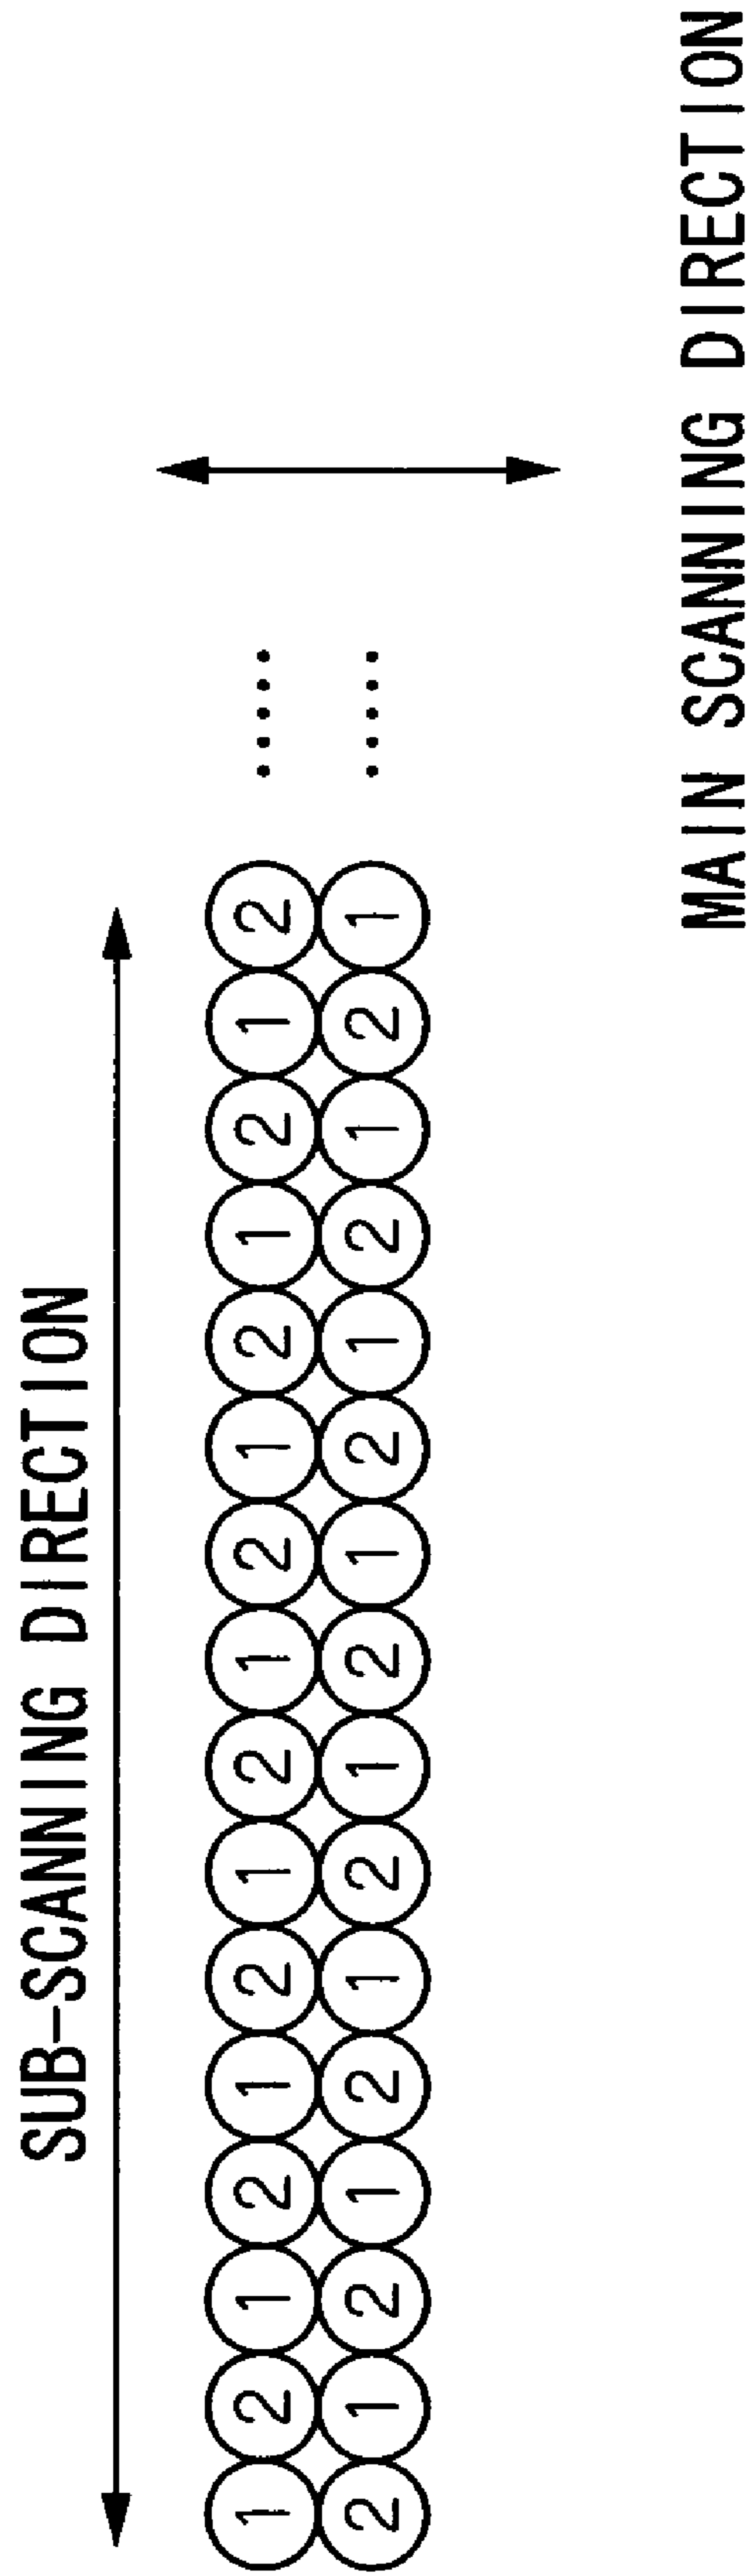 SUB-SCANNING DIRECTION
1 2 1 2 1 2 1 2 1 2 1 2 1 2 1 2 .....
2 1 2 1 2 1 2 1 2 1 2 1 2 1 2 1 .....
MAIN SCANNING DIRECTION